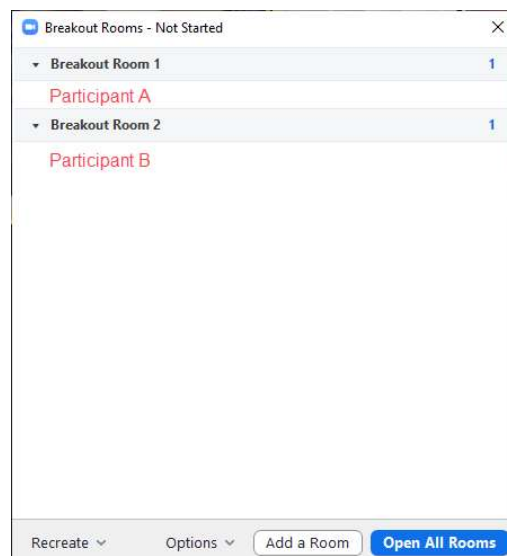 Breakout Rooms - Not Started
Breakout Room 1 1
Participant A
Breakout Room 2 1
Participant B
Recreate Options Add a Room Open All Rooms